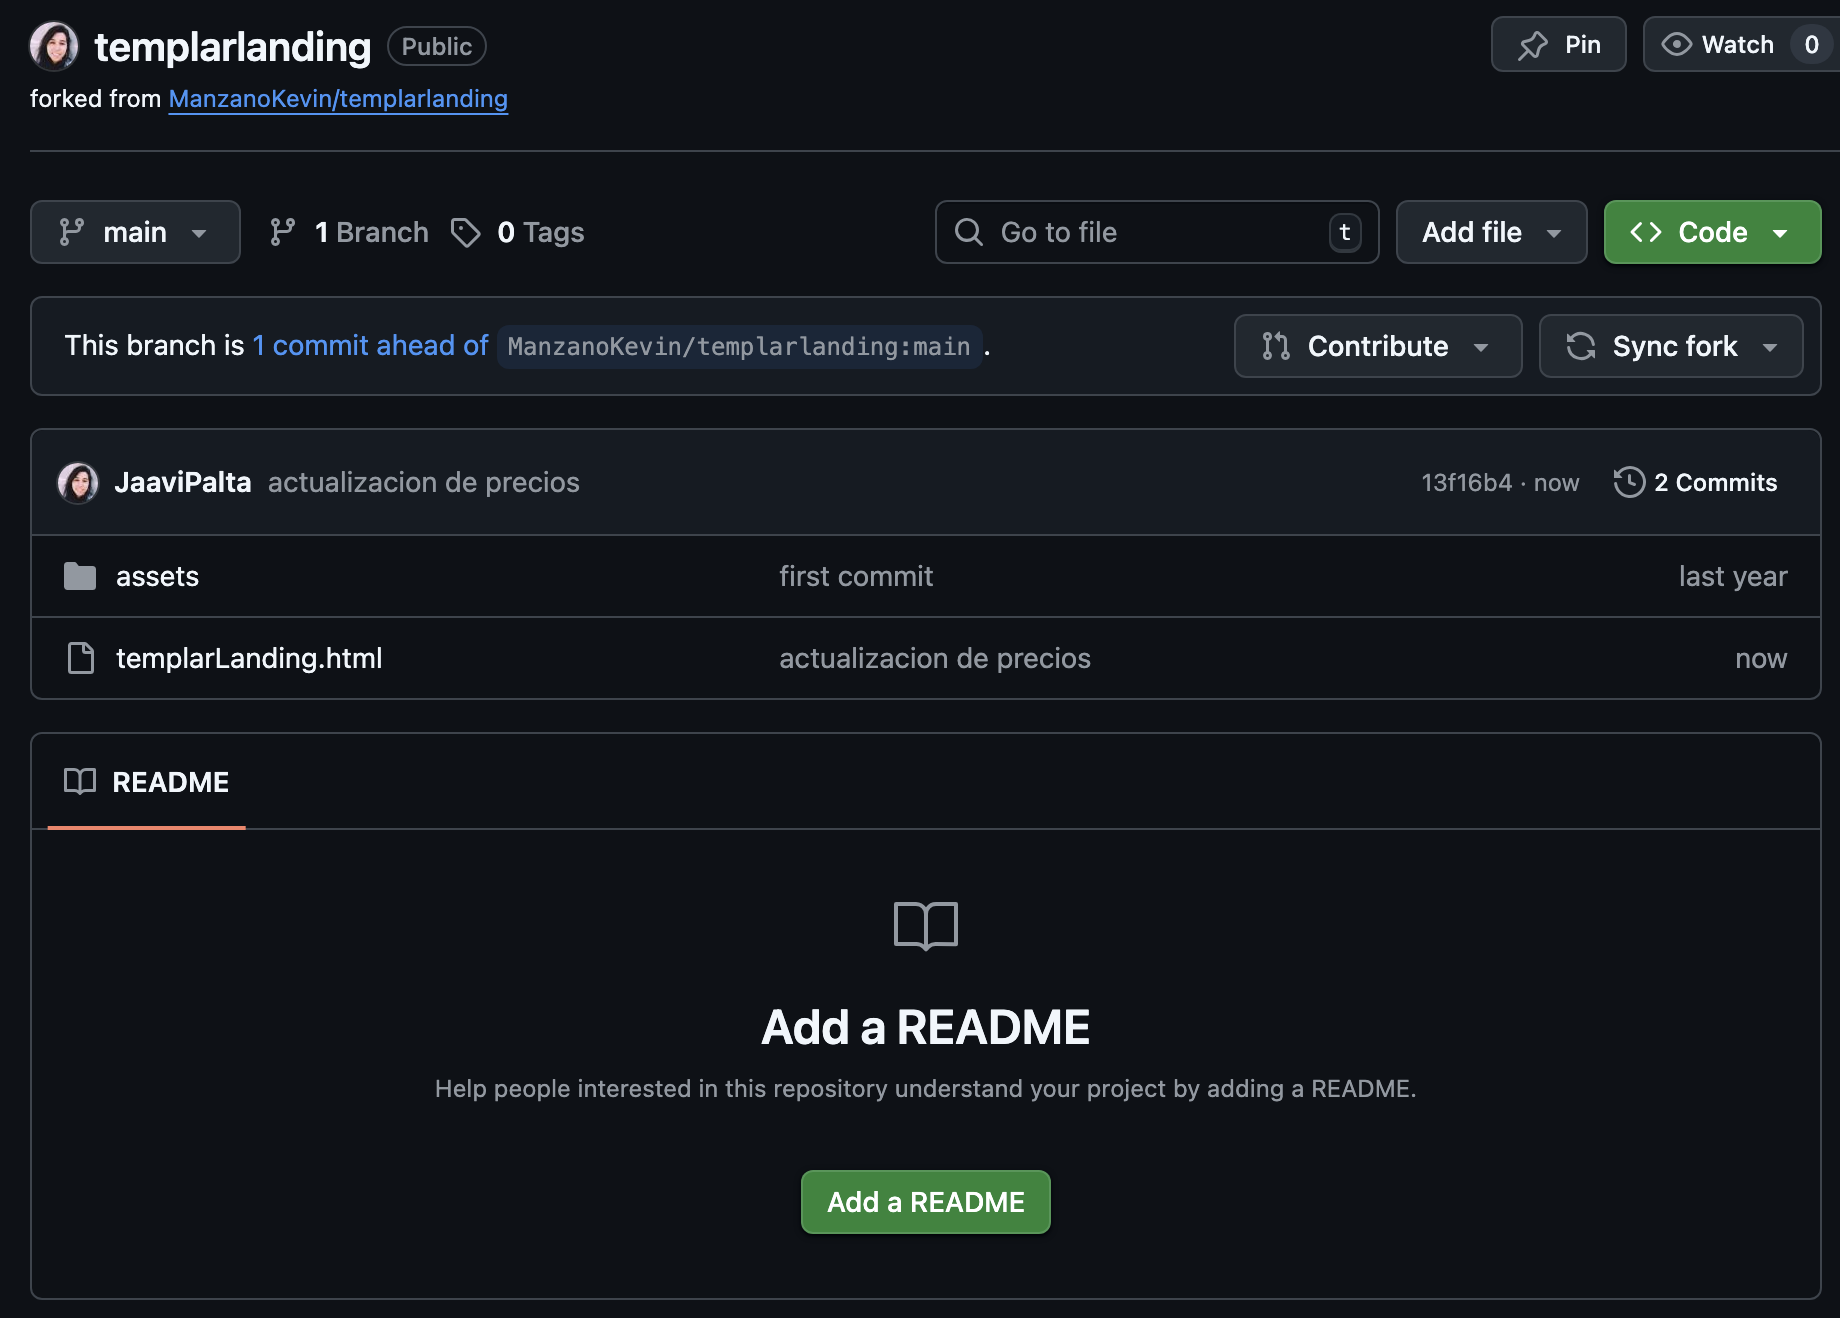 templarlanding Public Pin Watch 0
forked from ManzanoKevin/templarlanding
main 1 Branch 0 Tags Go to file t Add file <> Code
This branch is 1 commit ahead of ManzanoKevin/templarlanding:main . Contribute Sync fork
JaaviPalta actualizacion de precios 13f16b4 · now 2 Commits
assets first commit last year
templarLanding.html actualizacion de precios now
README
Add a README
Help people interested in this repository understand your project by adding a README.
Add a README